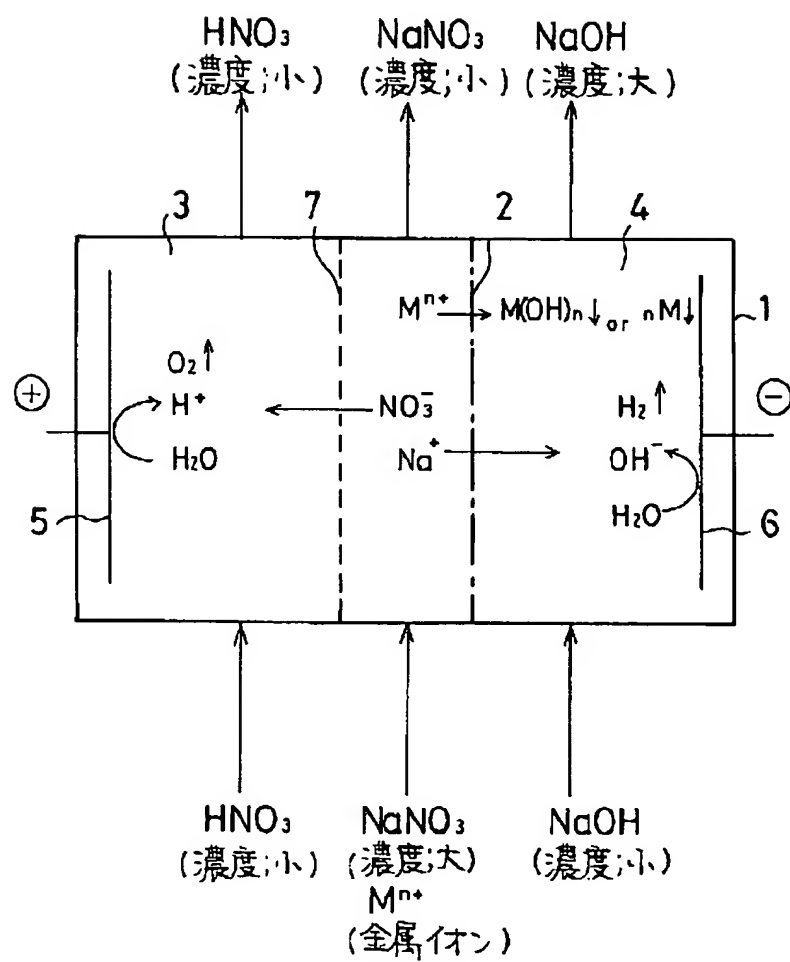 HNO₃ NaNO₃ NaOH
(濃度;小) (濃度;小) (濃度;大)
3 7 2 4
Mⁿ⁺ → M(OH)ₙ↓ or ₙM↓ 1
O₂↑
⊕ H⁺ NO₃⁻ H₂↑ ⊖
H₂O Na⁺ OH⁻
5 H₂O 6
HNO₃ NaNO₃ NaOH
(濃度;小) (濃度;大) (濃度;小)
Mⁿ⁺
(金属イオン)